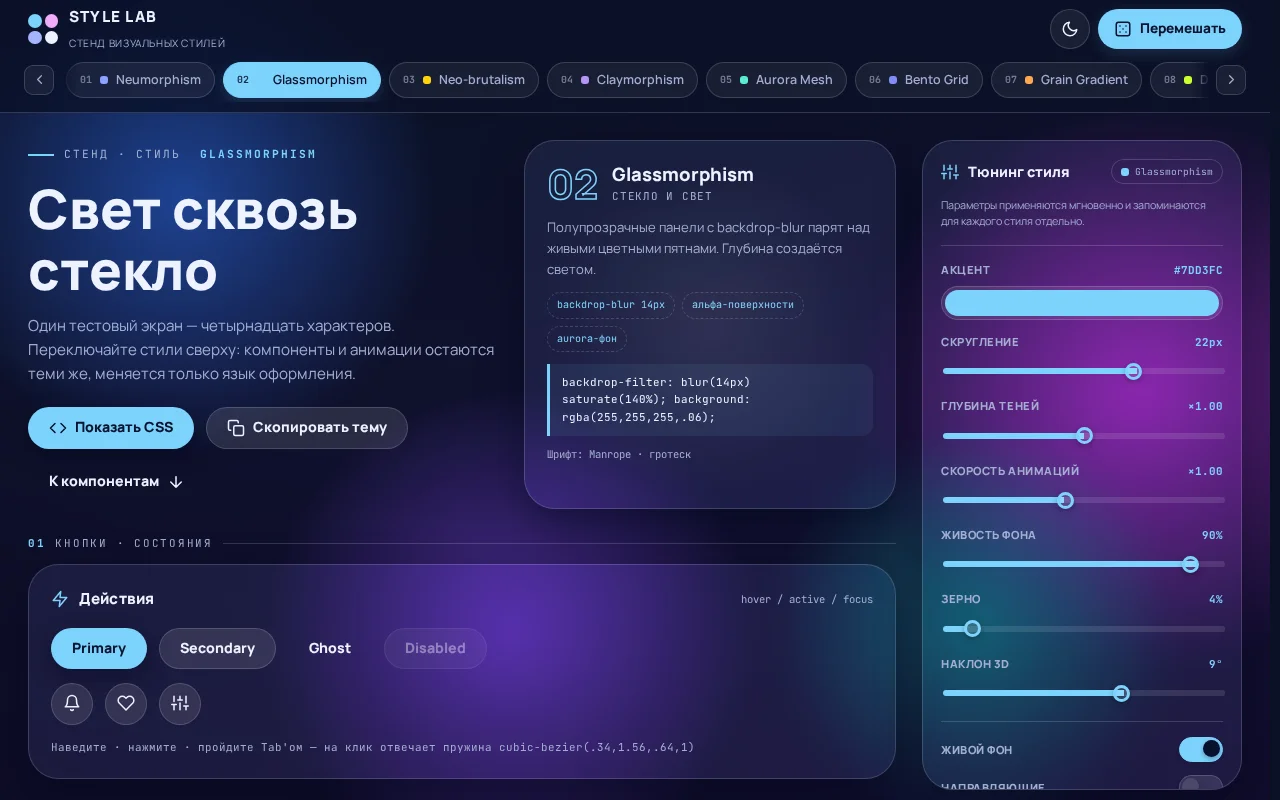 STYLE LAB
СТЕНД ВИЗУАЛЬНЫХ СТИЛЕЙ
Перемешать
01 Neumorphism
02 Glassmorphism
03 Neo-brutalism
04 Claymorphism
05 Aurora Mesh
06 Bento Grid
07 Grain Gradient
08
СТЕНД · СТИЛЬ GLASSMORPHISM
Свет сквозь
стекло
Один тестовый экран — четырнадцать характеров.
Переключайте стили сверху: компоненты и анимации остаются
теми же, меняется только язык оформления.
Показать CSS
Скопировать тему
К компонентам
02
Glassmorphism
СТЕКЛО И СВЕТ
Полупрозрачные панели с backdrop-blur парят над
живыми цветными пятнами. Глубина создаётся
светом.
backdrop-blur 14px
альфа-поверхности
aurora-фон
backdrop-filter: blur(14px)
saturate(140%); background:
rgba(255,255,255,.06);
Шрифт: Manrope · гротеск
01 КНОПКИ · СОСТОЯНИЯ
Действия
hover / active / focus
Primary
Secondary
Ghost
Disabled
Наведите · нажмите · пройдите Tab'ом — на клик отвечает пружина cubic-bezier(.34,1.56,.64,1)
Тюнинг стиля
Glassmorphism
Параметры применяются мгновенно и запоминаются
для каждого стиля отдельно.
АКЦЕНТ #7DD3FC
СКРУГЛЕНИЕ 22px
ГЛУБИНА ТЕНЕЙ ×1.00
СКОРОСТЬ АНИМАЦИЙ ×1.00
ЖИВОСТЬ ФОНА 90%
ЗЕРНО 4%
НАКЛОН 3D 9°
ЖИВОЙ ФОН
НАПРАВЛЯЮЩИЕ